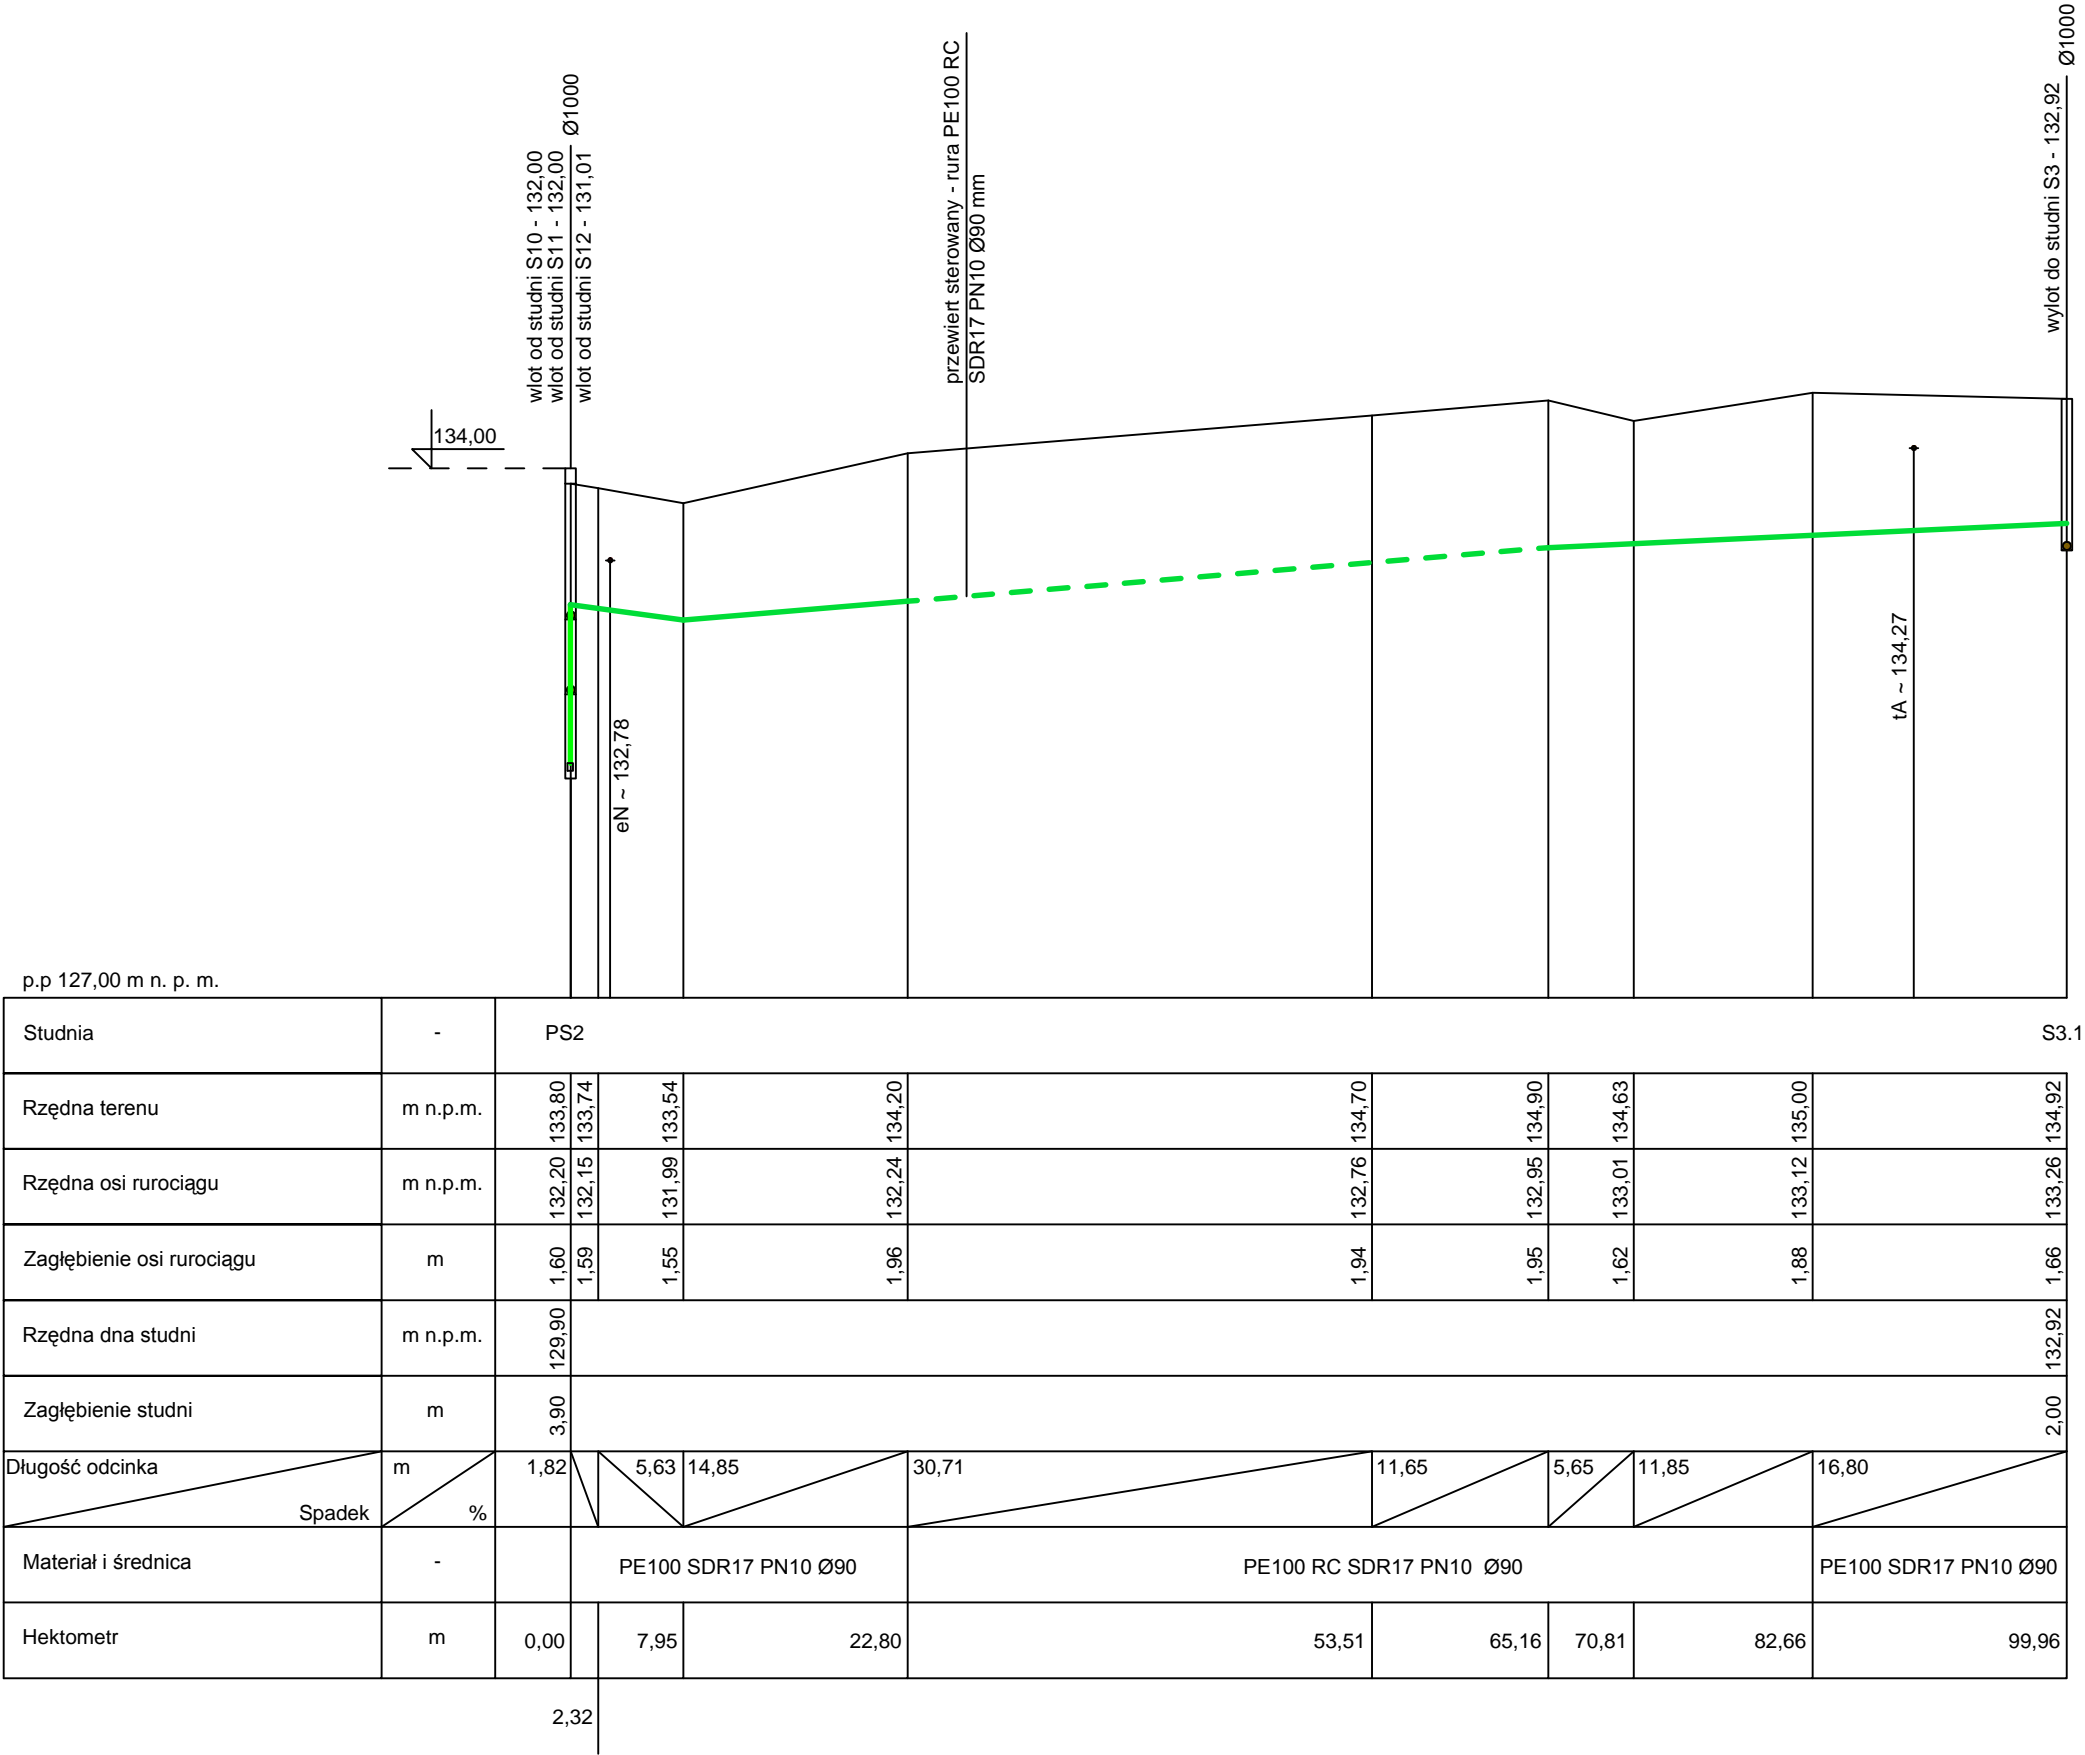 wlot od studni S10 - 132,00
wlot od studni S11 - 132,00
Ø1000
wlot od studni S12 - 131,01
przewiert sterowany - rura PE100 RC
SDR17 PN10 Ø90 mm
wylot do studni S3 - 132,92
Ø1000
134,00
eN ~ 132,78
tA ~ 134,27
p.p 127,00 m n. p. m.
Studnia - PS2 S3.1
Rzędna terenu m n.p.m. 133,80 133,74 133,54 134,20 134,70 134,90 134,63 135,00 134,92
Rzędna osi rurociągu m n.p.m. 132,20 132,15 131,99 132,24 132,76 132,95 133,01 133,12 133,26
Zagłębienie osi rurociągu m 1,60 1,59 1,55 1,96 1,94 1,95 1,62 1,88 1,66
Rzędna dna studni m n.p.m. 129,90 132,92
Zagłębienie studni m 3,90 2,00
Długość odcinka m 1,82 5,63 14,85 30,71 11,65 5,65 11,85 16,80
Spadek %
Materiał i średnica - PE100 SDR17 PN10 Ø90 PE100 RC SDR17 PN10 Ø90 PE100 SDR17 PN10 Ø90
Hektometr m 0,00 7,95 22,80 53,51 65,16 70,81 82,66 99,96
2,32